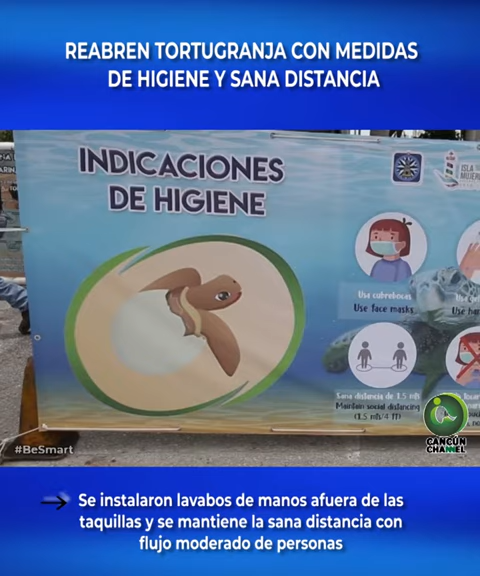 REABREN TORTUGRANJA CON MEDIDAS
DE HIGIENE Y SANA DISTANCIA
INDICACIONES
DE HIGIENE
ISLA
MUJERES
Use cubrebocas
Use face masks
Sana distancia de 1.5 mts
Maintain social distancing
(1.5 mts/4 FT)
CANCÚN
CHANNEL
#BeSmart
Se instalaron lavabos de manos afuera de las
taquillas y se mantiene la sana distancia con
flujo moderado de personas